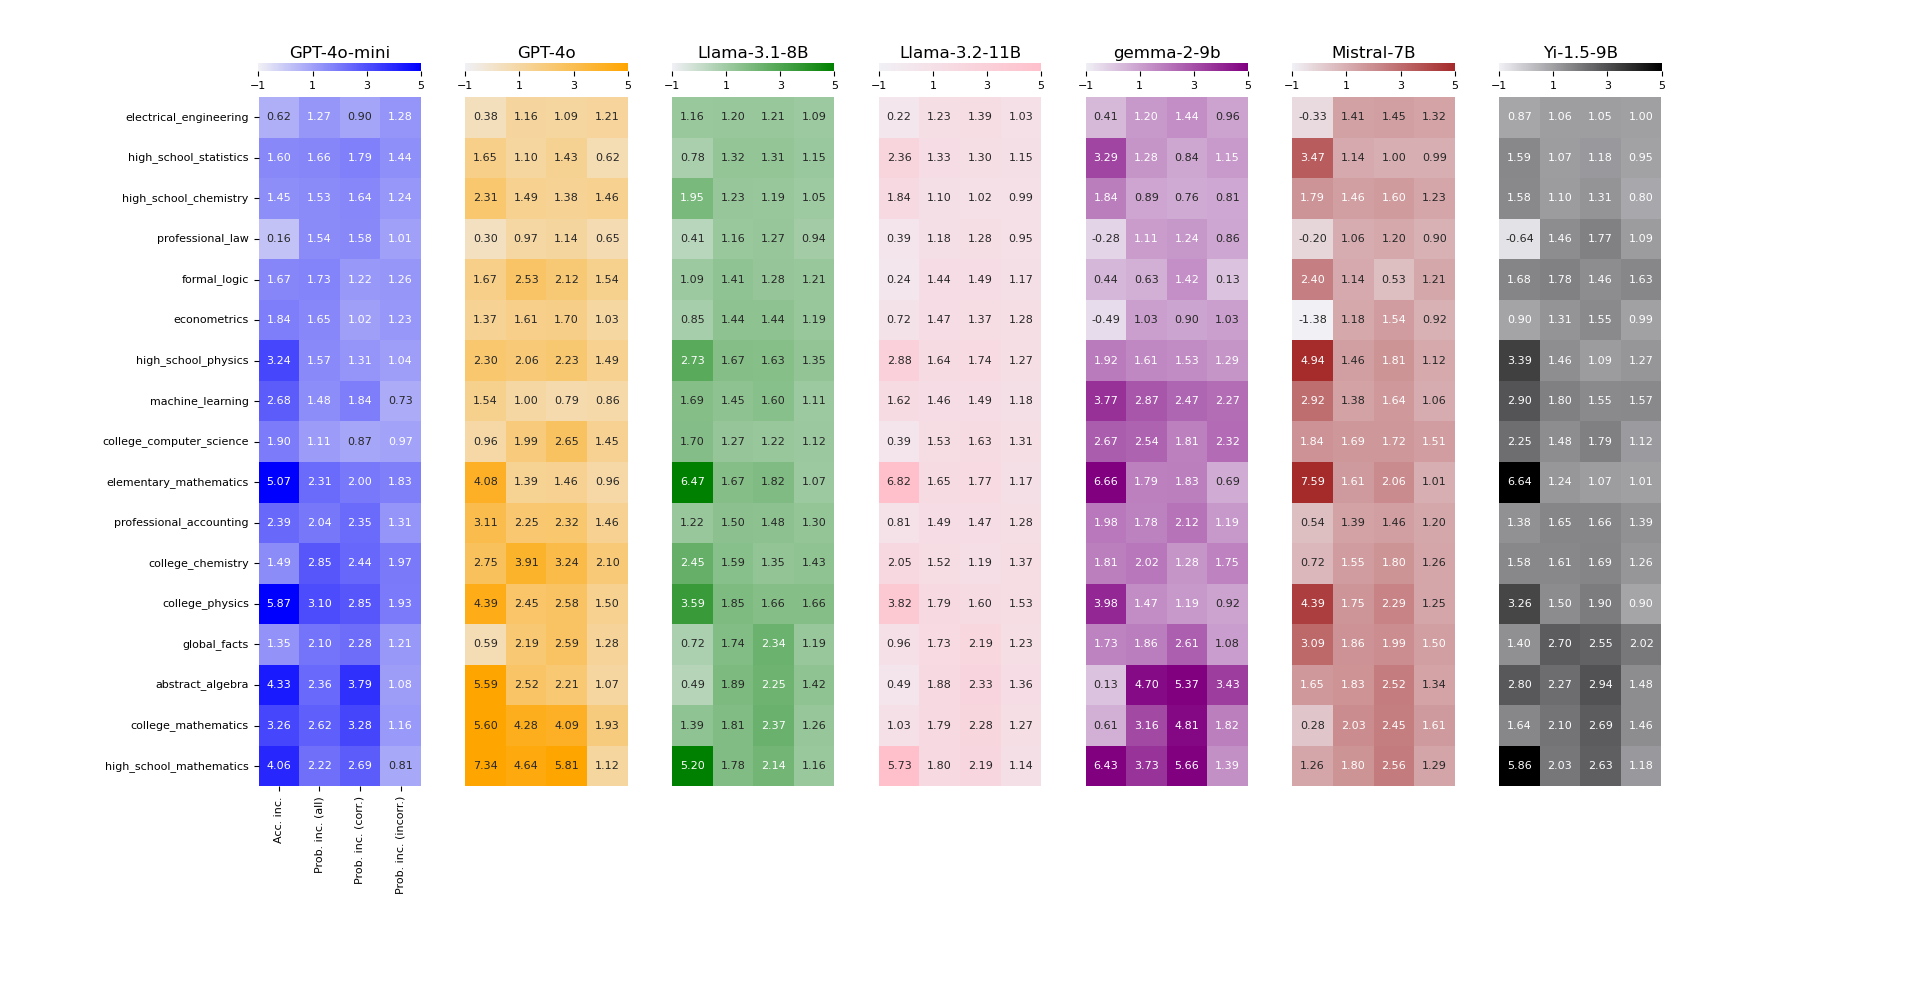 GPT-4o-mini GPT-4o Llama-3.1-8B Llama-3.2-11B gemma-2-9b Mistral-7B Yi-1.5-9B
−1 1 3 5 −1 1 3 5 −1 1 3 5 −1 1 3 5 −1 1 3 5 −1 1 3 5 −1 1 3 5
electrical_engineering 0.62 1.27 0.90 1.28 0.38 1.16 1.09 1.21 1.16 1.20 1.21 1.09 0.22 1.23 1.39 1.03 0.41 1.20 1.44 0.96 -0.33 1.41 1.45 1.32 0.87 1.06 1.05 1.00
high_school_statistics 1.60 1.66 1.79 1.44 1.65 1.10 1.43 0.62 0.78 1.32 1.31 1.15 2.36 1.33 1.30 1.15 3.29 1.28 0.84 1.15 3.47 1.14 1.00 0.99 1.59 1.07 1.18 0.95
high_school_chemistry 1.45 1.53 1.64 1.24 2.31 1.49 1.38 1.46 1.95 1.23 1.19 1.05 1.84 1.10 1.02 0.99 1.84 0.89 0.76 0.81 1.79 1.46 1.60 1.23 1.58 1.10 1.31 0.80
professional_law 0.16 1.54 1.58 1.01 0.30 0.97 1.14 0.65 0.41 1.16 1.27 0.94 0.39 1.18 1.28 0.95 -0.28 1.11 1.24 0.86 -0.20 1.06 1.20 0.90 -0.64 1.46 1.77 1.09
formal_logic 1.67 1.73 1.22 1.26 1.67 2.53 2.12 1.54 1.09 1.41 1.28 1.21 0.24 1.44 1.49 1.17 0.44 0.63 1.42 0.13 2.40 1.14 0.53 1.21 1.68 1.78 1.46 1.63
econometrics 1.84 1.65 1.02 1.23 1.37 1.61 1.70 1.03 0.85 1.44 1.44 1.19 0.72 1.47 1.37 1.28 -0.49 1.03 0.90 1.03 -1.38 1.18 1.54 0.92 0.90 1.31 1.55 0.99
high_school_physics 3.24 1.57 1.31 1.04 2.30 2.06 2.23 1.49 2.73 1.67 1.63 1.35 2.88 1.64 1.74 1.27 1.92 1.61 1.53 1.29 4.94 1.46 1.81 1.12 3.39 1.46 1.09 1.27
machine_learning 2.68 1.48 1.84 0.73 1.54 1.00 0.79 0.86 1.69 1.45 1.60 1.11 1.62 1.46 1.49 1.18 3.77 2.87 2.47 2.27 2.92 1.38 1.64 1.06 2.90 1.80 1.55 1.57
college_computer_science 1.90 1.11 0.87 0.97 0.96 1.99 2.65 1.45 1.70 1.27 1.22 1.12 0.39 1.53 1.63 1.31 2.67 2.54 1.81 2.32 1.84 1.69 1.72 1.51 2.25 1.48 1.79 1.12
elementary_mathematics 5.07 2.31 2.00 1.83 4.08 1.39 1.46 0.96 6.47 1.67 1.82 1.07 6.82 1.65 1.77 1.17 6.66 1.79 1.83 0.69 7.59 1.61 2.06 1.01 6.64 1.24 1.07 1.01
professional_accounting 2.39 2.04 2.35 1.31 3.11 2.25 2.32 1.46 1.22 1.50 1.48 1.30 0.81 1.49 1.47 1.28 1.98 1.78 2.12 1.19 0.54 1.39 1.46 1.20 1.38 1.65 1.66 1.39
college_chemistry 1.49 2.85 2.44 1.97 2.75 3.91 3.24 2.10 2.45 1.59 1.35 1.43 2.05 1.52 1.19 1.37 1.81 2.02 1.28 1.75 0.72 1.55 1.80 1.26 1.58 1.61 1.69 1.26
college_physics 5.87 3.10 2.85 1.93 4.39 2.45 2.58 1.50 3.59 1.85 1.66 1.66 3.82 1.79 1.60 1.53 3.98 1.47 1.19 0.92 4.39 1.75 2.29 1.25 3.26 1.50 1.90 0.90
global_facts 1.35 2.10 2.28 1.21 0.59 2.19 2.59 1.28 0.72 1.74 2.34 1.19 0.96 1.73 2.19 1.23 1.73 1.86 2.61 1.08 3.09 1.86 1.99 1.50 1.40 2.70 2.55 2.02
abstract_algebra 4.33 2.36 3.79 1.08 5.59 2.52 2.21 1.07 0.49 1.89 2.25 1.42 0.49 1.88 2.33 1.36 0.13 4.70 5.37 3.43 1.65 1.83 2.52 1.34 2.80 2.27 2.94 1.48
college_mathematics 3.26 2.62 3.28 1.16 5.60 4.28 4.09 1.93 1.39 1.81 2.37 1.26 1.03 1.79 2.28 1.27 0.61 3.16 4.81 1.82 0.28 2.03 2.45 1.61 1.64 2.10 2.69 1.46
high_school_mathematics 4.06 2.22 2.69 0.81 7.34 4.64 5.81 1.12 5.20 1.78 2.14 1.16 5.73 1.80 2.19 1.14 6.43 3.73 5.66 1.39 1.26 1.80 2.56 1.29 5.86 2.03 2.63 1.18
Acc. inc.
Prob. inc. (all)
Prob. inc. (corr.)
Prob. inc. (incorr.)